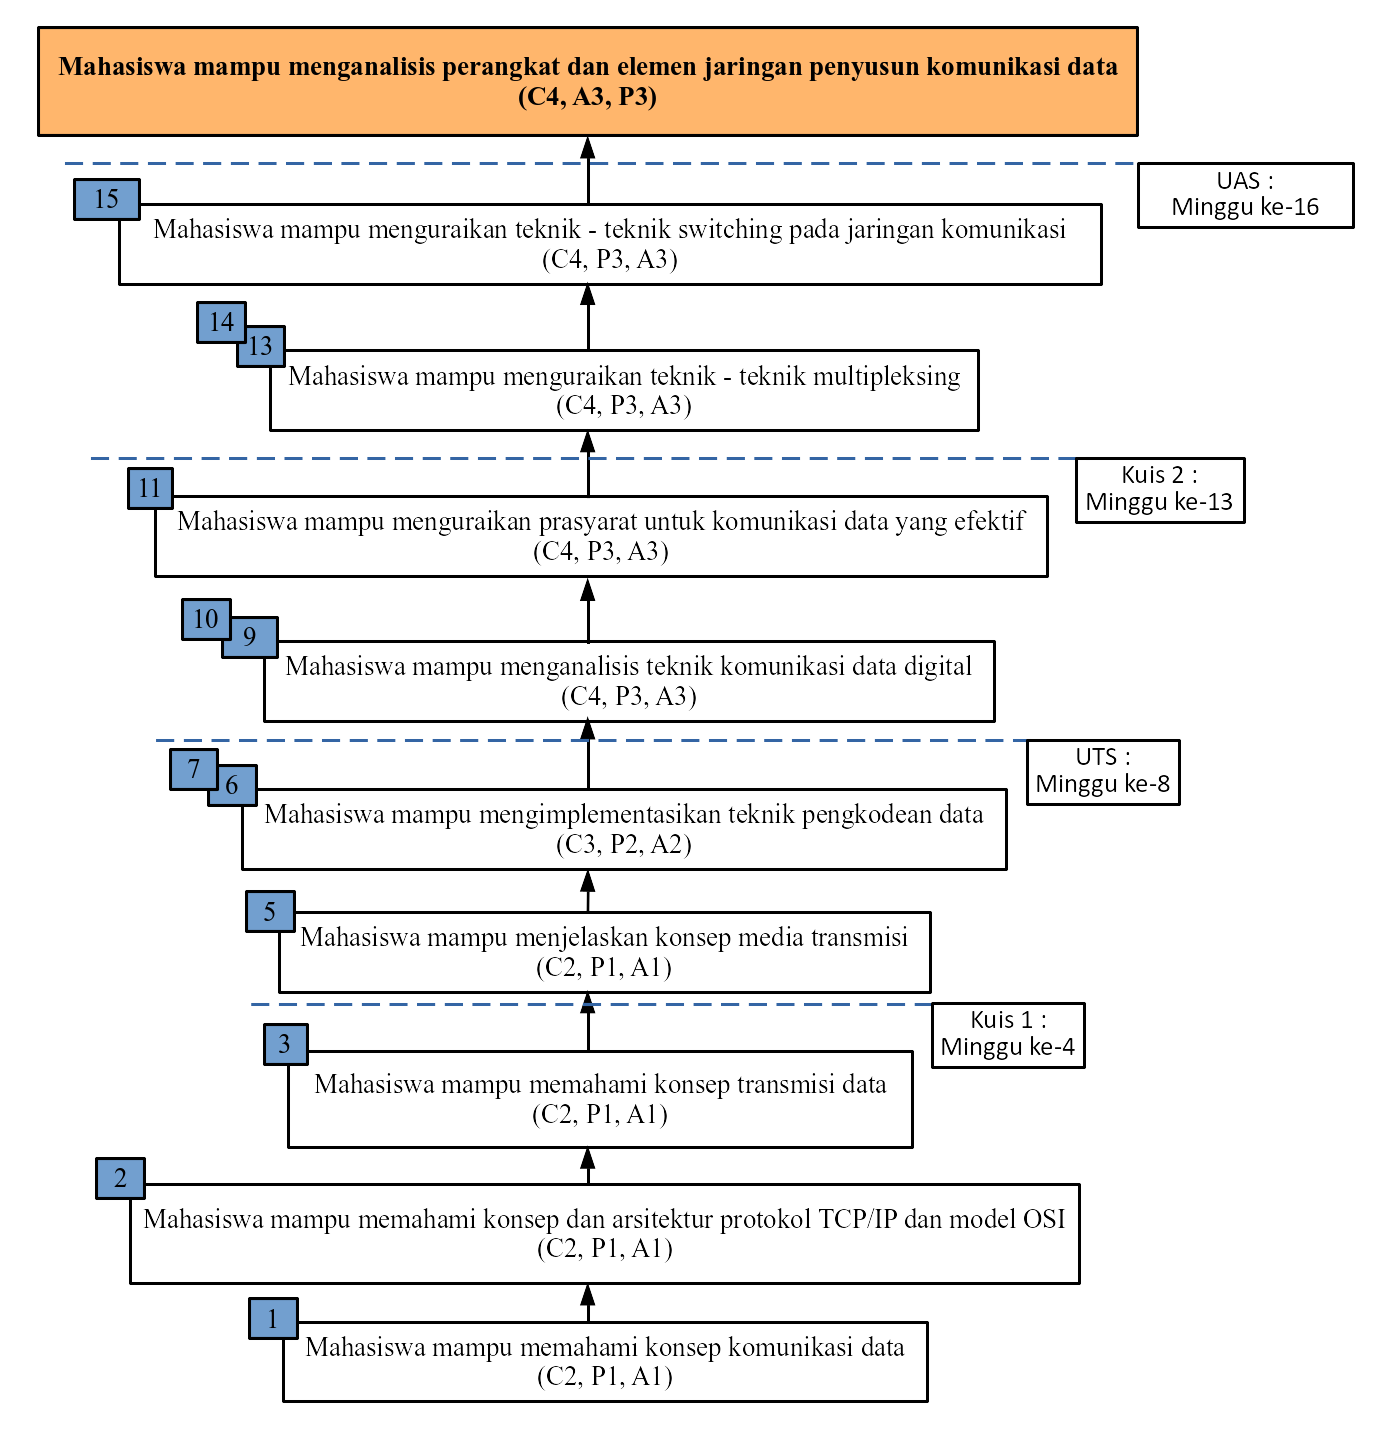 Mahasiswa mampu menganalisis perangkat dan elemen jaringan penyusun komunikasi data
(C4, A3, P3)
UAS :
Minggu ke-16
15
Mahasiswa mampu menguraikan teknik - teknik switching pada jaringan komunikasi
(C4, P3, A3)
14
13
Mahasiswa mampu menguraikan teknik - teknik multipleksing
(C4, P3, A3)
Kuis 2 :
Minggu ke-13
11
Mahasiswa mampu menguraikan prasyarat untuk komunikasi data yang efektif
(C4, P3, A3)
10
9
Mahasiswa mampu menganalisis teknik komunikasi data digital
(C4, P3, A3)
UTS :
Minggu ke-8
7
6
Mahasiswa mampu mengimplementasikan teknik pengkodean data
(C3, P2, A2)
5
Mahasiswa mampu menjelaskan konsep media transmisi
(C2, P1, A1)
Kuis 1 :
Minggu ke-4
3
Mahasiswa mampu memahami konsep transmisi data
(C2, P1, A1)
2
Mahasiswa mampu memahami konsep dan arsitektur protokol TCP/IP dan model OSI
(C2, P1, A1)
1
Mahasiswa mampu memahami konsep komunikasi data
(C2, P1, A1)